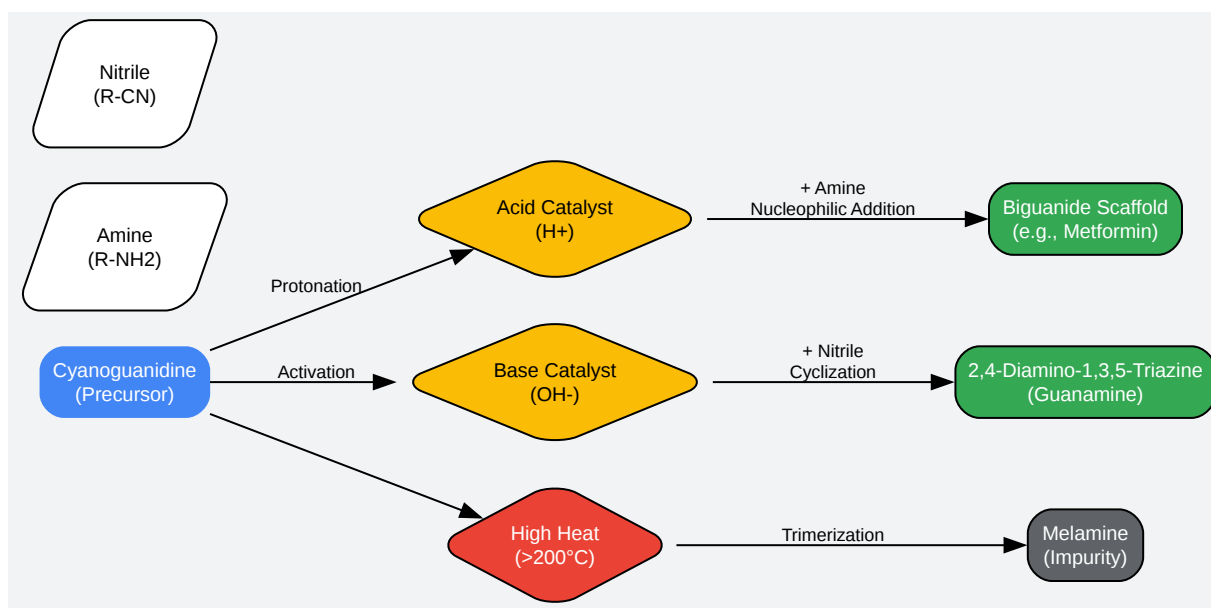 Nitrile
(R-CN)
Amine
(R-NH2)
Cyanoguanidine
(Precursor)
Protonation
Activation
Acid Catalyst
(H+)
Base Catalyst
(OH-)
High Heat
(>200°C)
+ Amine
Nucleophilic Addition
+ Nitrile
Cyclization
Trimerization
Biguanide Scaffold
(e.g., Metformin)
2,4-Diamino-1,3,5-Triazine
(Guanamine)
Melamine
(Impurity)